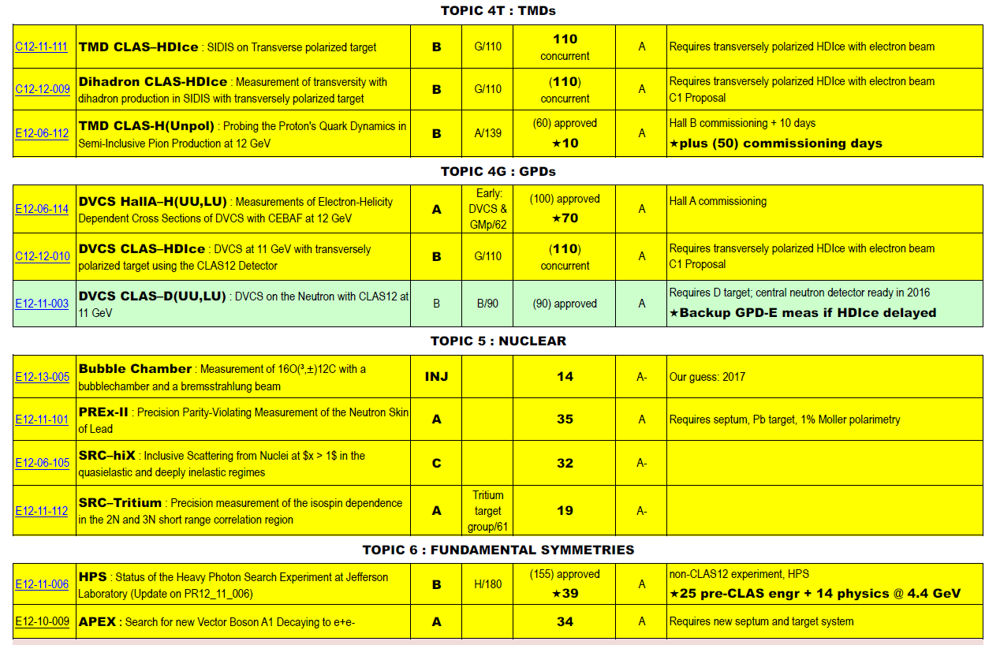 TOPIC 4T : TMDs
C12-11-111 TMD CLAS–HDIce : SIDIS on Transverse polarized target B G/110 110 concurrent A Requires transversely polarized HDIce with electron beam
C12-12-009 Dihadron CLAS-HDIce : Measurement of transversity with
dihadron production in SIDIS with transversely polarized target B G/110 (110) concurrent A Requires transversely polarized HDIce with electron beam
C1 Proposal
E12-06-112 TMD CLAS-H(Unpol) : Probing the Proton's Quark Dynamics in
Semi-Inclusive Pion Production at 12 GeV B A/139 (60) approved
★10 A Hall B commissioning + 10 days
★plus (50) commissioning days
TOPIC 4G : GPDs
E12-06-114 DVCS HallA–H(UU,LU) : Measurements of Electron-Helicity
Dependent Cross Sections of DVCS with CEBAF at 12 GeV A Early:
DVCS &
GMp/62 (100) approved
★70 A Hall A commissioning
C12-12-010 DVCS CLAS–HDIce : DVCS at 11 GeV with transversely
polarized target using the CLAS12 Detector B G/110 (110)
concurrent A Requires transversely polarized HDIce with electron beam
C1 Proposal
E12-11-003 DVCS CLAS–D(UU,LU) : DVCS on the Neutron with CLAS12 at
11 GeV B B/90 (90) approved A Requires D target; central neutron detector ready in 2016
★Backup GPD-E meas if HDIce delayed
TOPIC 5 : NUCLEAR
E12-13-005 Bubble Chamber : Measurement of 16O(³,±)12C with a
bubblechamber and a bremsstrahlung beam INJ 14 A- Our guess: 2017
E12-11-101 PREx-II : Precision Parity-Violating Measurement of the Neutron Skin
of Lead A 35 A Requires septum, Pb target, 1% Moller polarimetry
E12-06-105 SRC–hiX : Inclusive Scattering from Nuclei at $x > 1$ in the
quasielastic and deeply inelastic regimes C 32 A-
E12-11-112 SRC–Tritium : Precision measurement of the isospin dependence
in the 2N and 3N short range correlation region A Tritium
target
group/61 19 A-
TOPIC 6 : FUNDAMENTAL SYMMETRIES
E12-11-006 HPS : Status of the Heavy Photon Search Experiment at Jefferson
Laboratory (Update on PR12_11_006) B H/180 (155) approved
★39 A non-CLAS12 experiment, HPS
★25 pre-CLAS engr + 14 physics @ 4.4 GeV
E12-10-009 APEX : Search for new Vector Boson A1 Decaying to e+e- A 34 A Requires new septum and target system